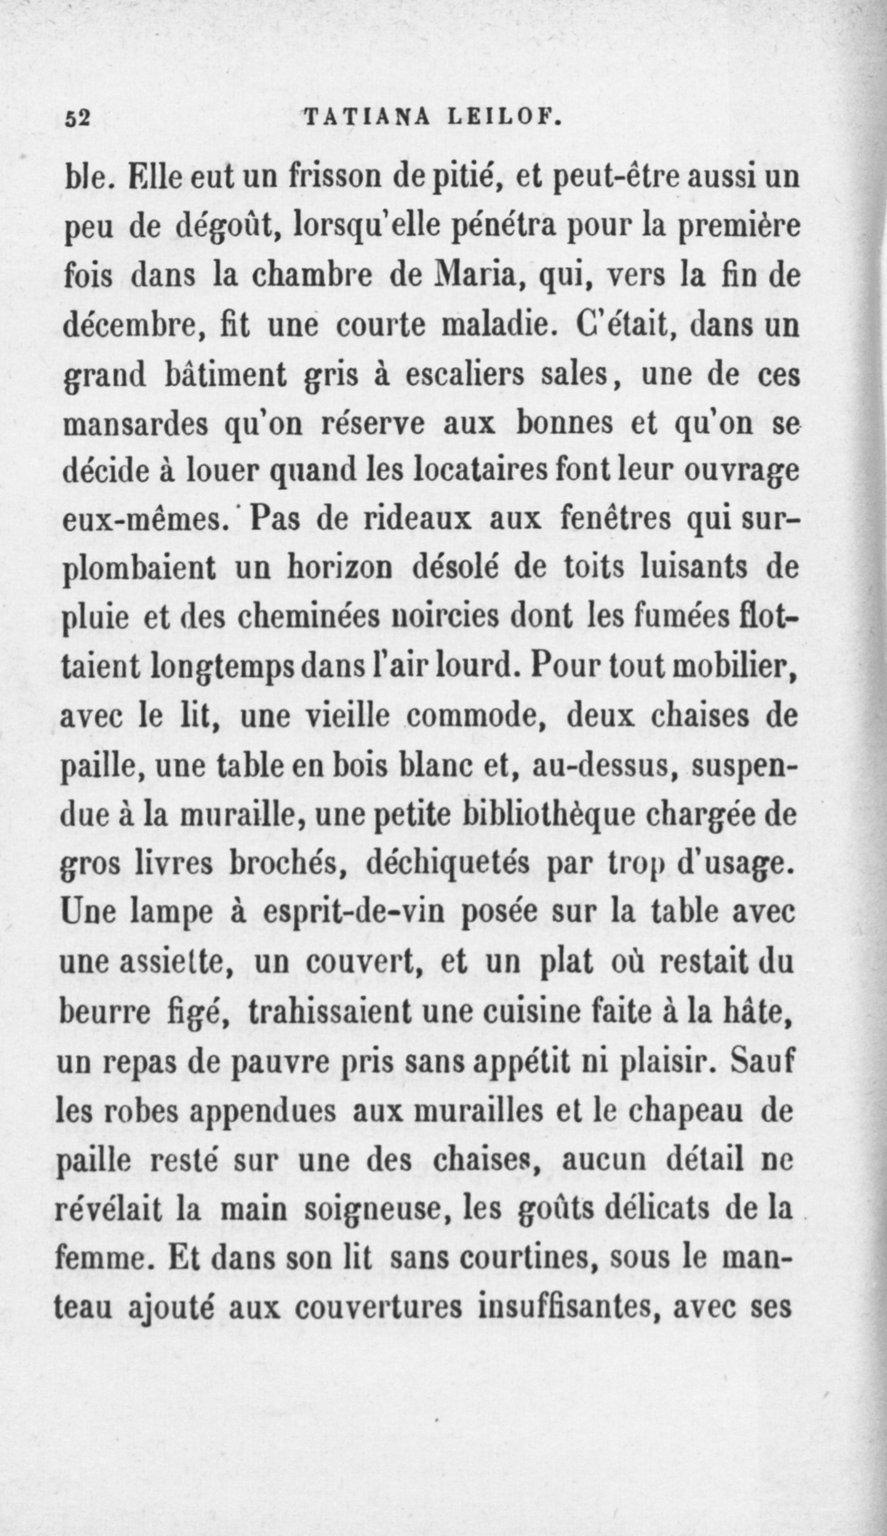 52 TATIANA LEILOF.
ble. Elle eut un frisson de pitié, et peut-être aussi un
peu de dégoût, lorsqu'elle pénétra pour la première
fois dans la chambre de Maria, qui, vers la fin de
décembre, fit une courte maladie. C'était, dans un
grand bâtiment gris à escaliers sales, une de ces
mansardes qu'on réserve aux bonnes et qu'on se
décide à louer quand les locataires font leur ouvrage
eux-mêmes. Pas de rideaux aux fenêtres qui sur-
plombaient un horizon désolé de toits luisants de
pluie et des cheminées noircies dont les fumées flot-
taient longtemps dans l'air lourd. Pour tout mobilier,
avec le lit, une vieille commode, deux chaises de
paille, une table en bois blanc et, au-dessus, suspen-
due à la muraille, une petite bibliothèque chargée de
gros livres brochés, déchiquetés par trop d'usage.
Une lampe à esprit-de-vin posée sur la table avec
une assiette, un couvert, et un plat où restait du
beurre figé, trahissaient une cuisine faite à la hâte,
un repas de pauvre pris sans appétit ni plaisir. Sauf
les robes appendues aux murailles et le chapeau de
paille resté sur une des chaises, aucun détail ne
révélait la main soigneuse, les goûts délicats de la
femme. Et dans son lit sans courtines, sous le man-
teau ajouté aux couvertures insuffisantes, avec ses